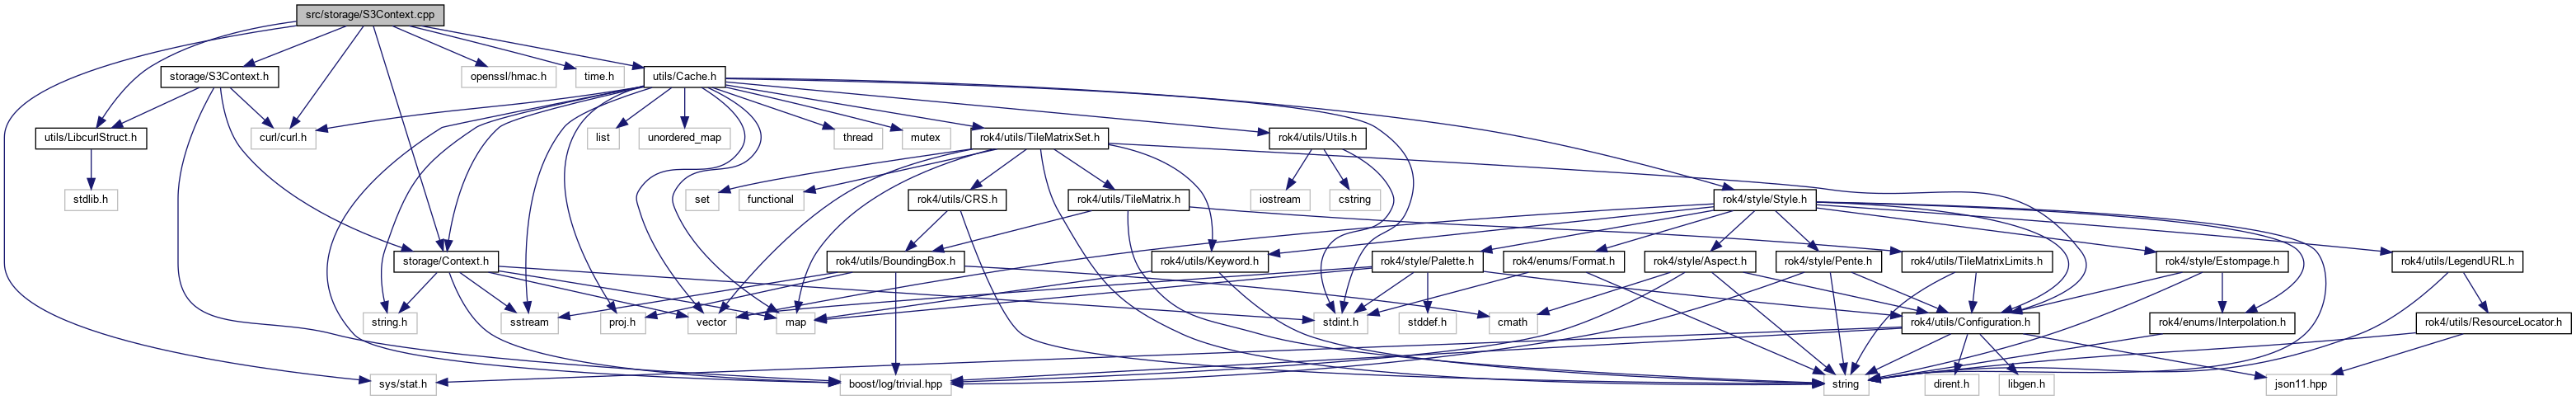 src/storage/S3Context.cpp
storage/S3Context.h
openssl/hmac.h
time.h
utils/Cache.h
utils/LibcurlStruct.h
curl/curl.h
list
unordered_map
thread
mutex
rok4/utils/TileMatrixSet.h
rok4/utils/Utils.h
stdlib.h
set
functional
rok4/utils/CRS.h
rok4/utils/TileMatrix.h
iostream
cstring
rok4/style/Style.h
storage/Context.h
rok4/utils/BoundingBox.h
rok4/utils/Keyword.h
rok4/style/Palette.h
rok4/enums/Format.h
rok4/style/Aspect.h
rok4/style/Pente.h
rok4/utils/TileMatrixLimits.h
rok4/style/Estompage.h
rok4/utils/LegendURL.h
string.h
sstream
proj.h
vector
map
stdint.h
stddef.h
cmath
rok4/utils/Configuration.h
rok4/enums/Interpolation.h
rok4/utils/ResourceLocator.h
sys/stat.h
boost/log/trivial.hpp
string
dirent.h
libgen.h
json11.hpp